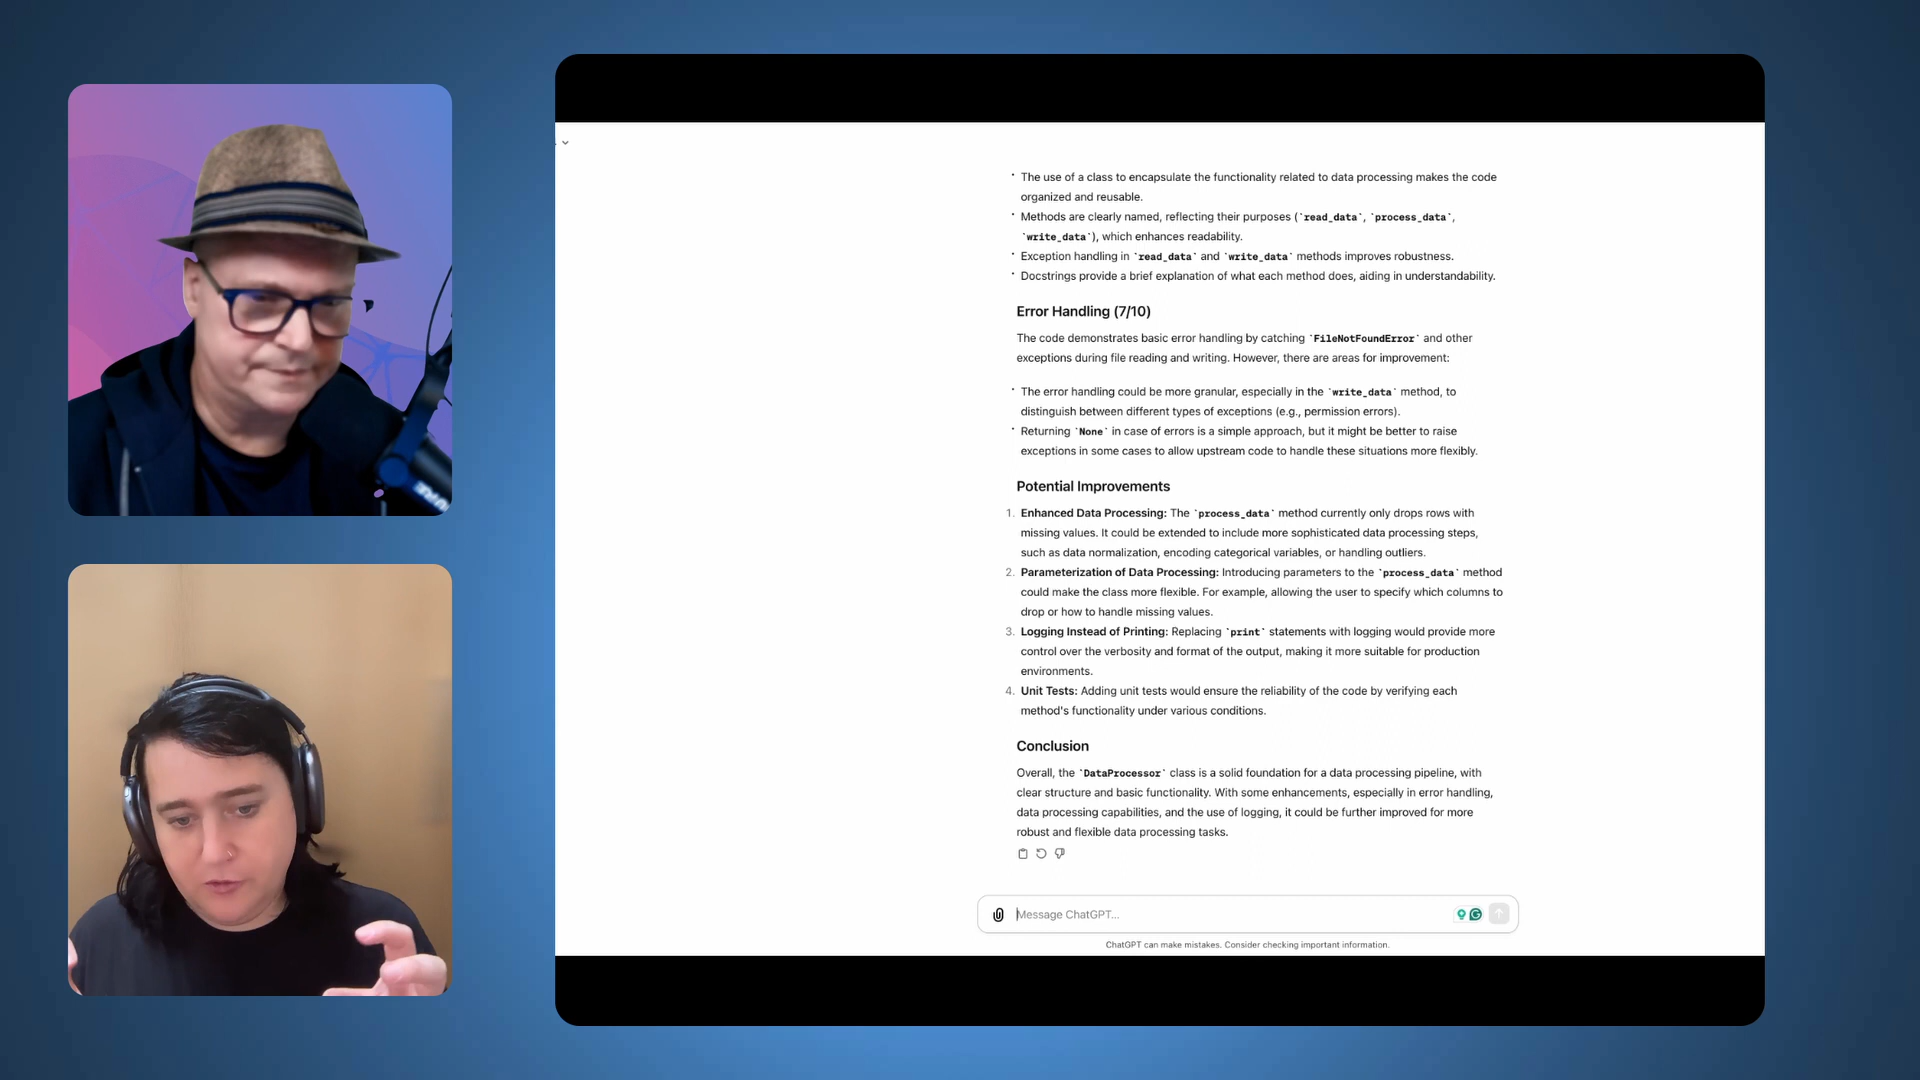 The use of a class to encapsulate the functionality related to data processing makes the code
organized and reusable.
Methods are clearly named, reflecting their purposes (`read_data`, `process_data`,
`write_data`), which enhances readability.
Exception handling in `read_data` and `write_data` methods improves robustness.
Docstrings provide a brief explanation of what each method does, aiding in understandability.
Error Handling (7/10)
The code demonstrates basic error handling by catching `FileNotFoundError` and other
exceptions during file reading and writing. However, there are areas for improvement:
The error handling could be more granular, especially in the `write_data` method, to
distinguish between different types of exceptions (e.g., permission errors).
Returning `None` in case of errors is a simple approach, but it might be better to raise
exceptions in some cases to allow upstream code to handle these situations more flexibly.
Potential Improvements
1. Enhanced Data Processing: The `process_data` method currently only drops rows with
missing values. It could be extended to include more sophisticated data processing steps,
such as data normalization, encoding categorical variables, or handling outliers.
2. Parameterization of Data Processing: Introducing parameters to the `process_data` method
could make the class more flexible. For example, allowing the user to specify which columns to
drop or how to handle missing values.
3. Logging Instead of Printing: Replacing `print` statements with logging would provide more
control over the verbosity and format of the output, making it more suitable for production
environments.
4. Unit Tests: Adding unit tests would ensure the reliability of the code by verifying each
method's functionality under various conditions.
Conclusion
Overall, the `DataProcessor` class is a solid foundation for a data processing pipeline, with
clear structure and basic functionality. With some enhancements, especially in error handling,
data processing capabilities, and the use of logging, it could be further improved for more
robust and flexible data processing tasks.
Message ChatGPT...
ChatGPT can make mistakes. Consider checking important information.